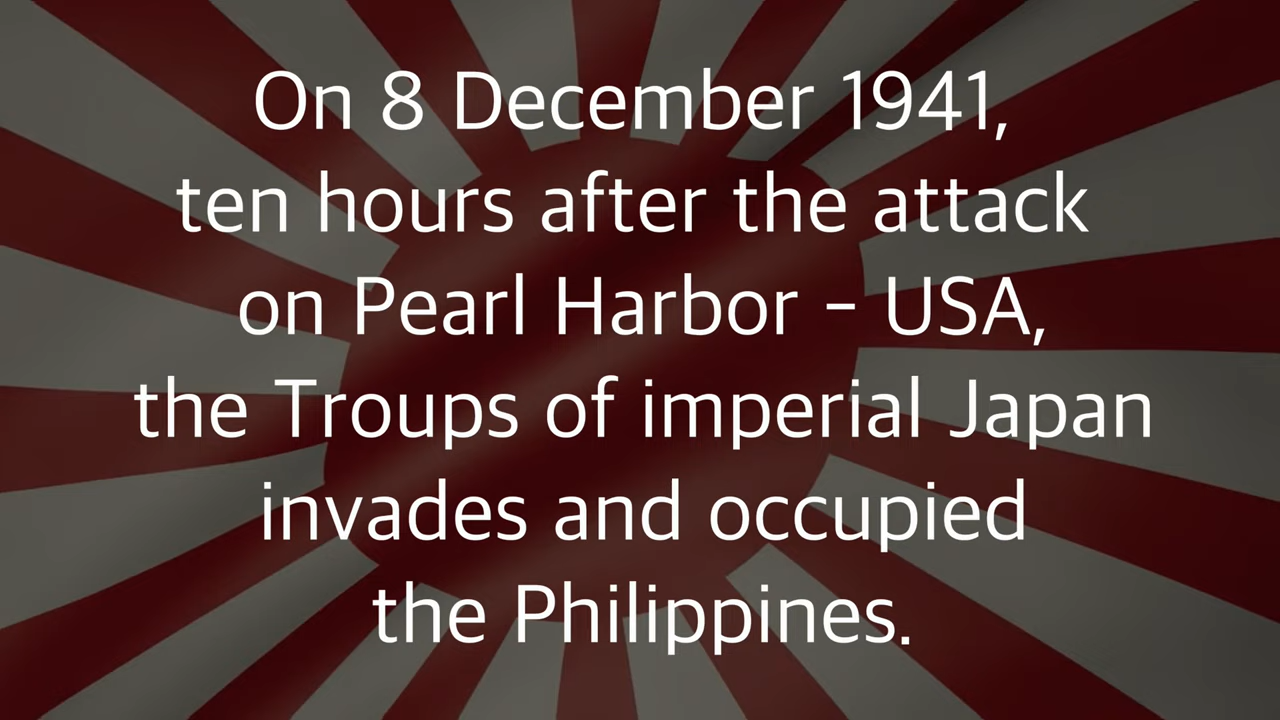 On 8 December 1941,
ten hours after the attack
on Pearl Harbor - USA,
the Troups of imperial Japan
invades and occupied
the Philippines.